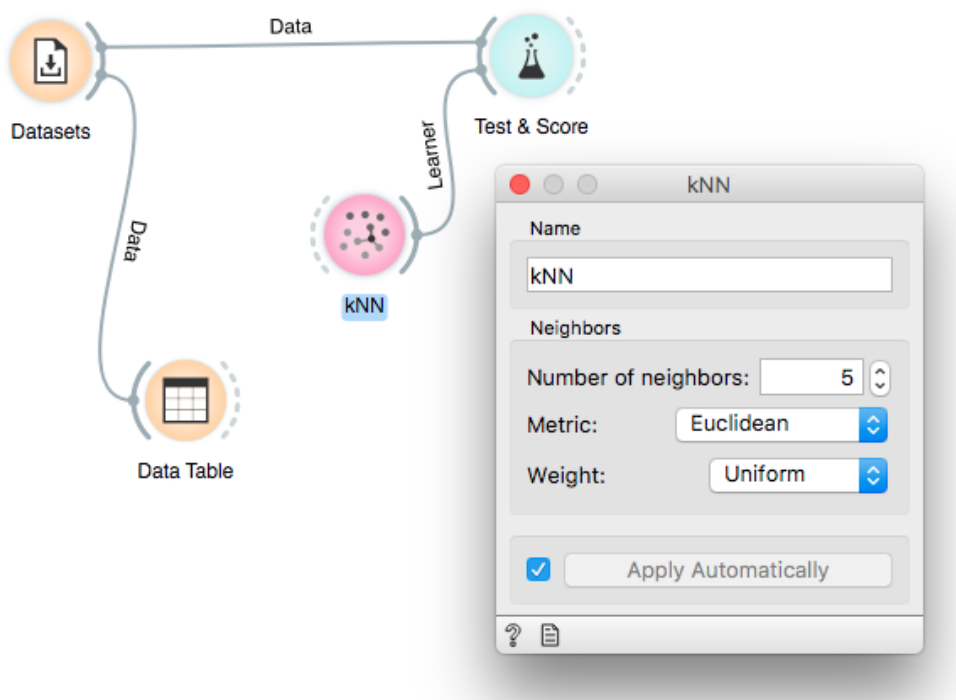 Data
Datasets
Test & Score
Learner
Data
kNN
Data Table
kNN
Name
kNN
Neighbors
Number of neighbors: 5
Metric: Euclidean
Weight: Uniform
Apply Automatically
?